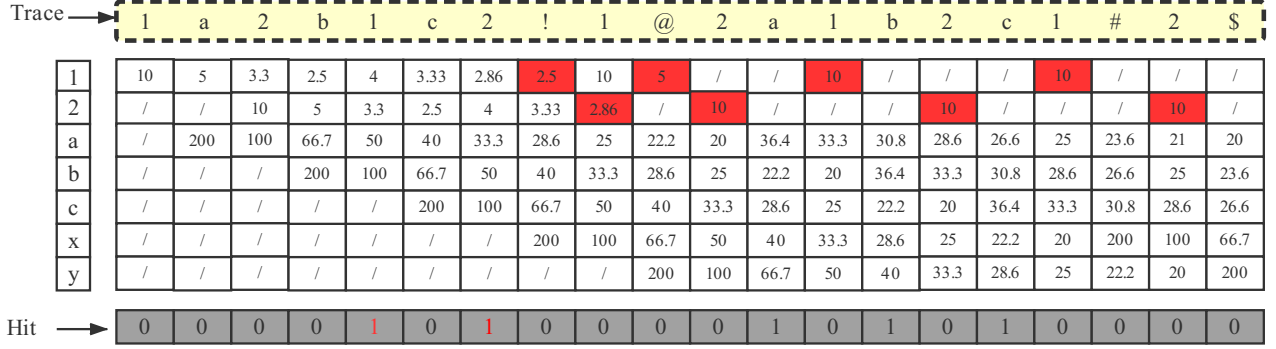 Trace 1 a 2 b 1 c 2 ! 1 @ 2 a 1 b 2 c 1 # 2 $
1 10 5 3.3 2.5 4 3.33 2.86 2.5 10 5 / / 10 / / / 10 / / /
2 / / 10 5 3.3 2.5 4 3.33 2.86 / 10 / / / 10 / / / 10 /
a / 200 100 66.7 50 40 33.3 28.6 25 22.2 20 36.4 33.3 30.8 28.6 26.6 25 23.6 21 20
b / / / 200 100 66.7 50 40 33.3 28.6 25 22.2 20 36.4 33.3 30.8 28.6 26.6 25 23.6
c / / / / / 200 100 66.7 50 40 33.3 28.6 25 22.2 20 36.4 33.3 30.8 28.6 26.6
x / / / / / / / 200 100 66.7 50 40 33.3 28.6 25 22.2 20 200 100 66.7
y / / / / / / / / / 200 100 66.7 50 40 33.3 28.6 25 22.2 20 200
Hit 0 0 0 0 1 0 1 0 0 0 0 1 0 1 0 1 0 0 0 0